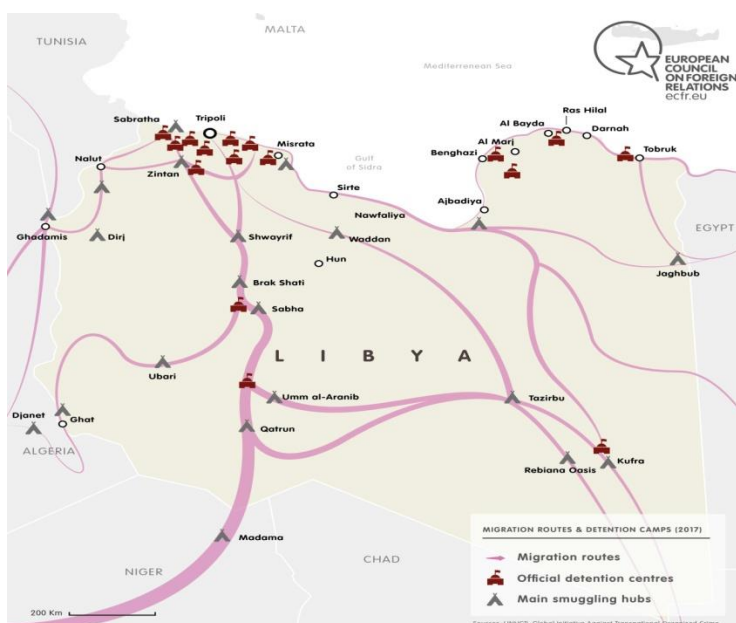 TUNISIA
MALTA
Mediterranean Sea
EUROPEAN
COUNCIL
ON FOREIGN
RELATIONS
ecfr.eu
Sabratha
Tripoli
Misrata
Nalut
Zintan
Gulf
of Sidra
Ras Hilal
Al Bayda
Darnah
Al Marj
Benghazi
Tobruk
Sirte
Ajbadiya
Nawfaliya
Ghadamis
Dirj
Shwayrif
Waddan
EGYPT
Hun
Jaghbub
Brak Shati
Sabha
LIBYA
Ubari
Umm al-Aranib
Tazirbu
Djanet
Ghat
Qatrun
ALGERIA
Rebiana Oasis
Kufra
Madama
NIGER
CHAD
MIGRATION ROUTES & DETENTION CAMPS (2017)
Migration routes
Official detention centres
Main smuggling hubs
200 Km